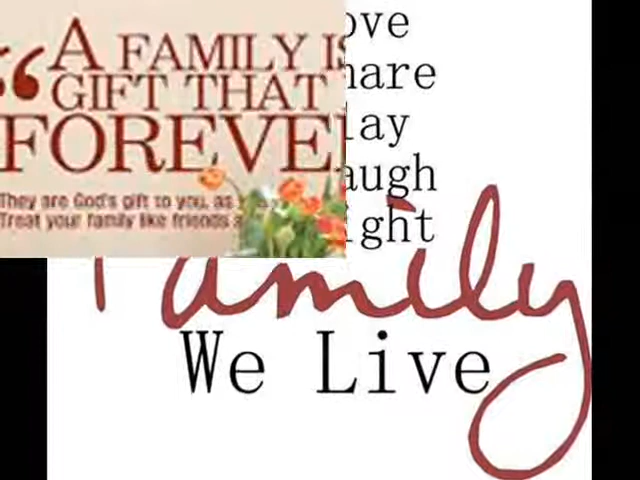 “A FAMILY IS
GIFT THAT
FOREVE
They are God's gift to you, as
Treat your family like friends a
ove
hare
lay
augh
ight
Family
We Live